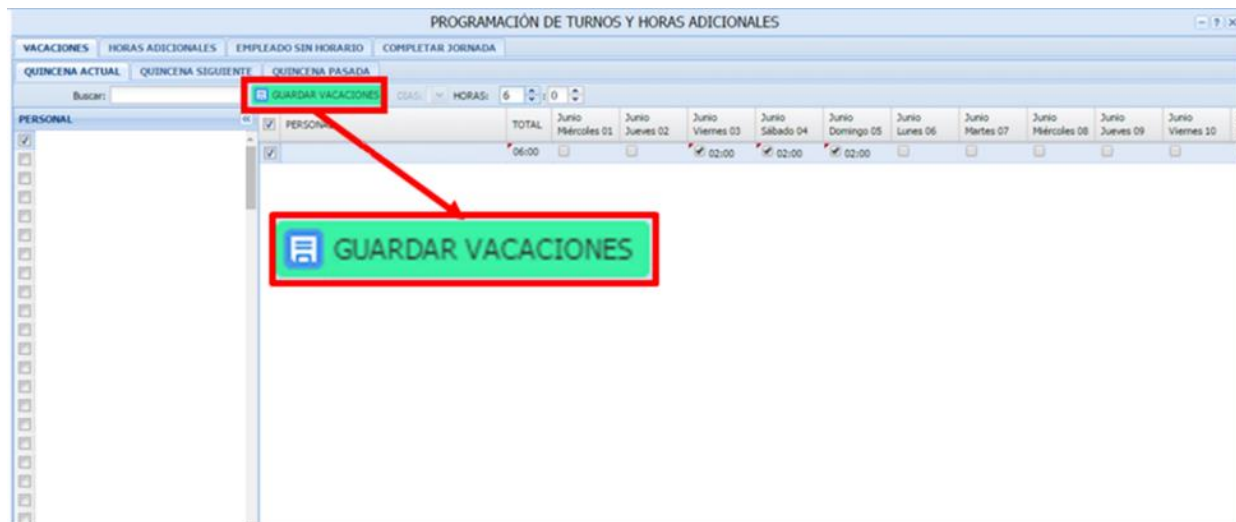 PROGRAMACIÓN DE TURNOS Y HORAS ADICIONALES
VACACIONES HORAS ADICIONALES EMPLEADO SIN HORARIO COMPLETAR JORNADA
QUINCENA ACTUAL QUINCENA SIGUIENTE QUINCENA PASADA
Buscar: GUARDAR VACACIONES DIAS: HORAS: 6 : 0
PERSONAL PERSONAL TOTAL Junio Miércoles 01 Junio Jueves 02 Junio Viernes 03 Junio Sábado 04 Junio Domingo 05 Junio Lunes 06 Junio Martes 07 Junio Miércoles 08 Junio Jueves 09 Junio Viernes 10
06:00 02:00 02:00 02:00
GUARDAR VACACIONES